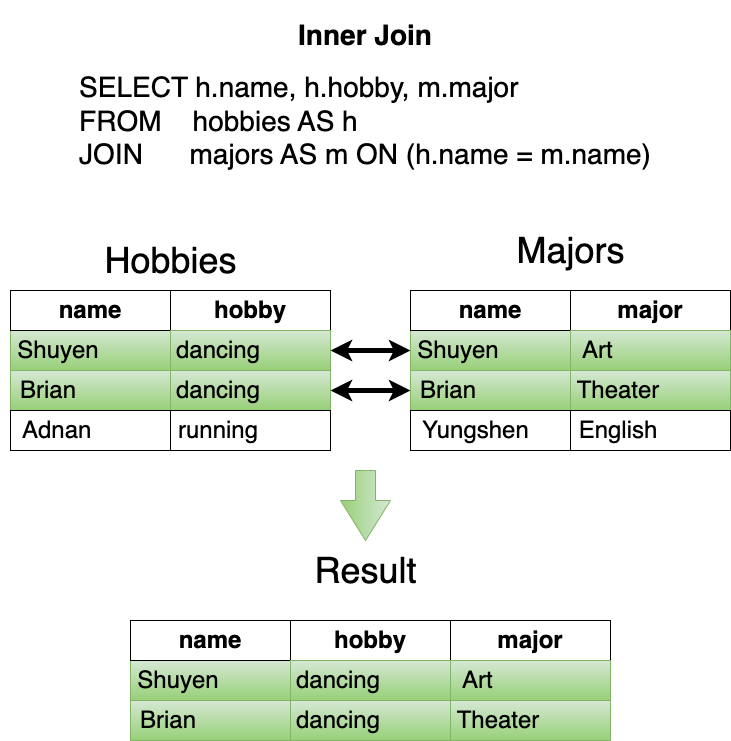 Inner Join
SELECT h.name, h.hobby, m.major
FROM hobbies AS h
JOIN majors AS m ON (h.name = m.name)
Hobbies
name hobby
Shuyen dancing
Brian dancing
Adnan running
Majors
name major
Shuyen Art
Brian Theater
Yungshen English
Result
name hobby major
Shuyen dancing Art
Brian dancing Theater